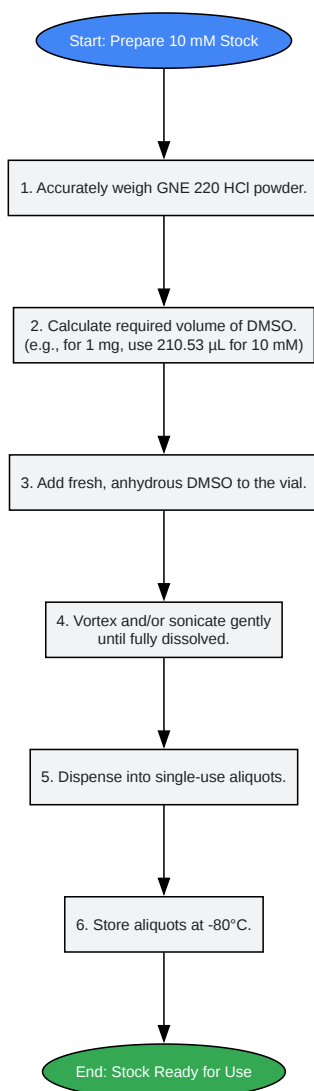 Start: Prepare 10 mM Stock
1. Accurately weigh GNE 220 HCl powder.
2. Calculate required volume of DMSO.
(e.g., for 1 mg, use 210.53 µL for 10 mM)
3. Add fresh, anhydrous DMSO to the vial.
4. Vortex and/or sonicate gently
until fully dissolved.
5. Dispense into single-use aliquots.
6. Store aliquots at -80°C.
End: Stock Ready for Use